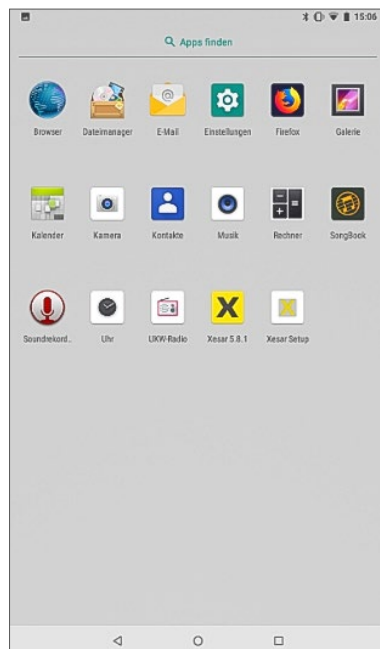 15:06
Apps finden
Browser Dateimanager E-Mail Einstellungen Firefox Galerie
Kalender Kamera Kontakte Musik Rechner SongBook
Soundrekord.. Uhr UKW-Radio Xesar 5.8.1 Xesar Setup